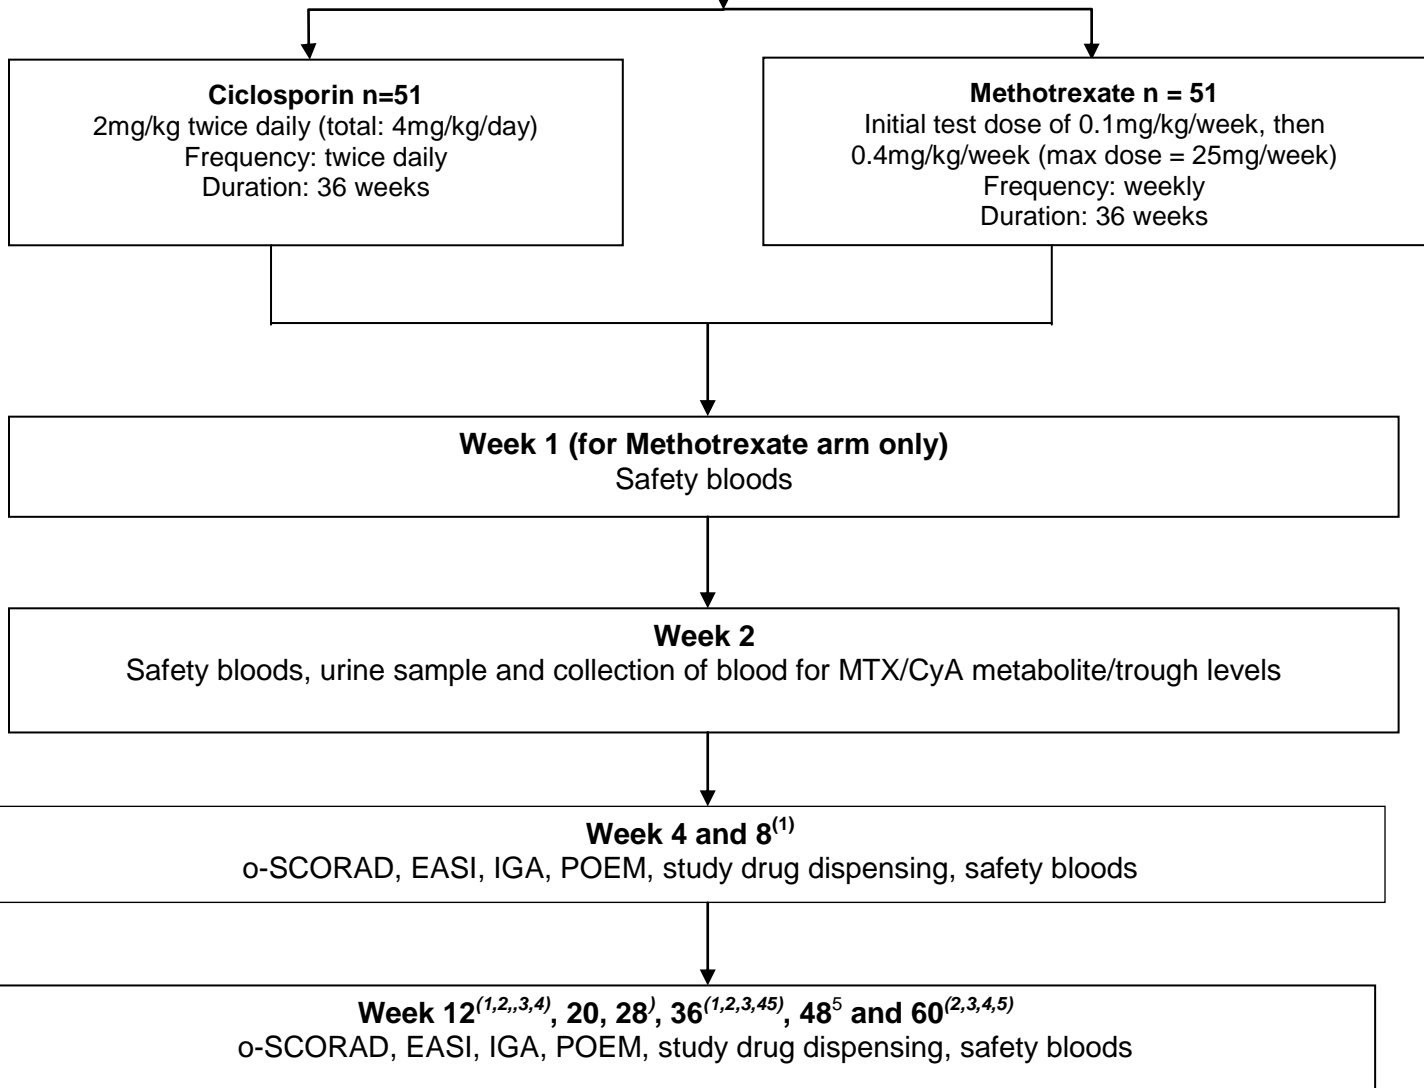 Ciclosporin n=51
2mg/kg twice daily (total: 4mg/kg/day)
Frequency: twice daily
Duration: 36 weeks
Methotrexate n = 51
Initial test dose of 0.1mg/kg/week, then
0.4mg/kg/week (max dose = 25mg/week)
Frequency: weekly
Duration: 36 weeks
Week 1 (for Methotrexate arm only)
Safety bloods
Week 2
Safety bloods, urine sample and collection of blood for MTX/CyA metabolite/trough levels
Week 4 and 8(1)
o-SCORAD, EASI, IGA, POEM, study drug dispensing, safety bloods
Week 12(1,2,,3,4), 20, 28), 36(1,2,3,45), 485 and 60(2,3,4,5)
o-SCORAD, EASI, IGA, POEM, study drug dispensing, safety bloods